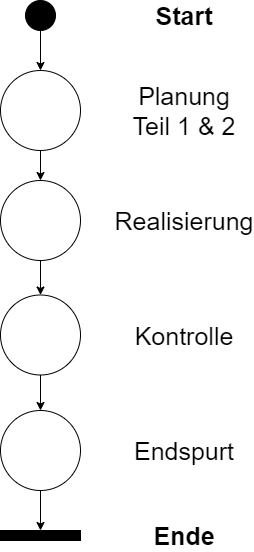 Start
Planung
Teil 1 & 2
Realisierung
Kontrolle
Endspurt
Ende